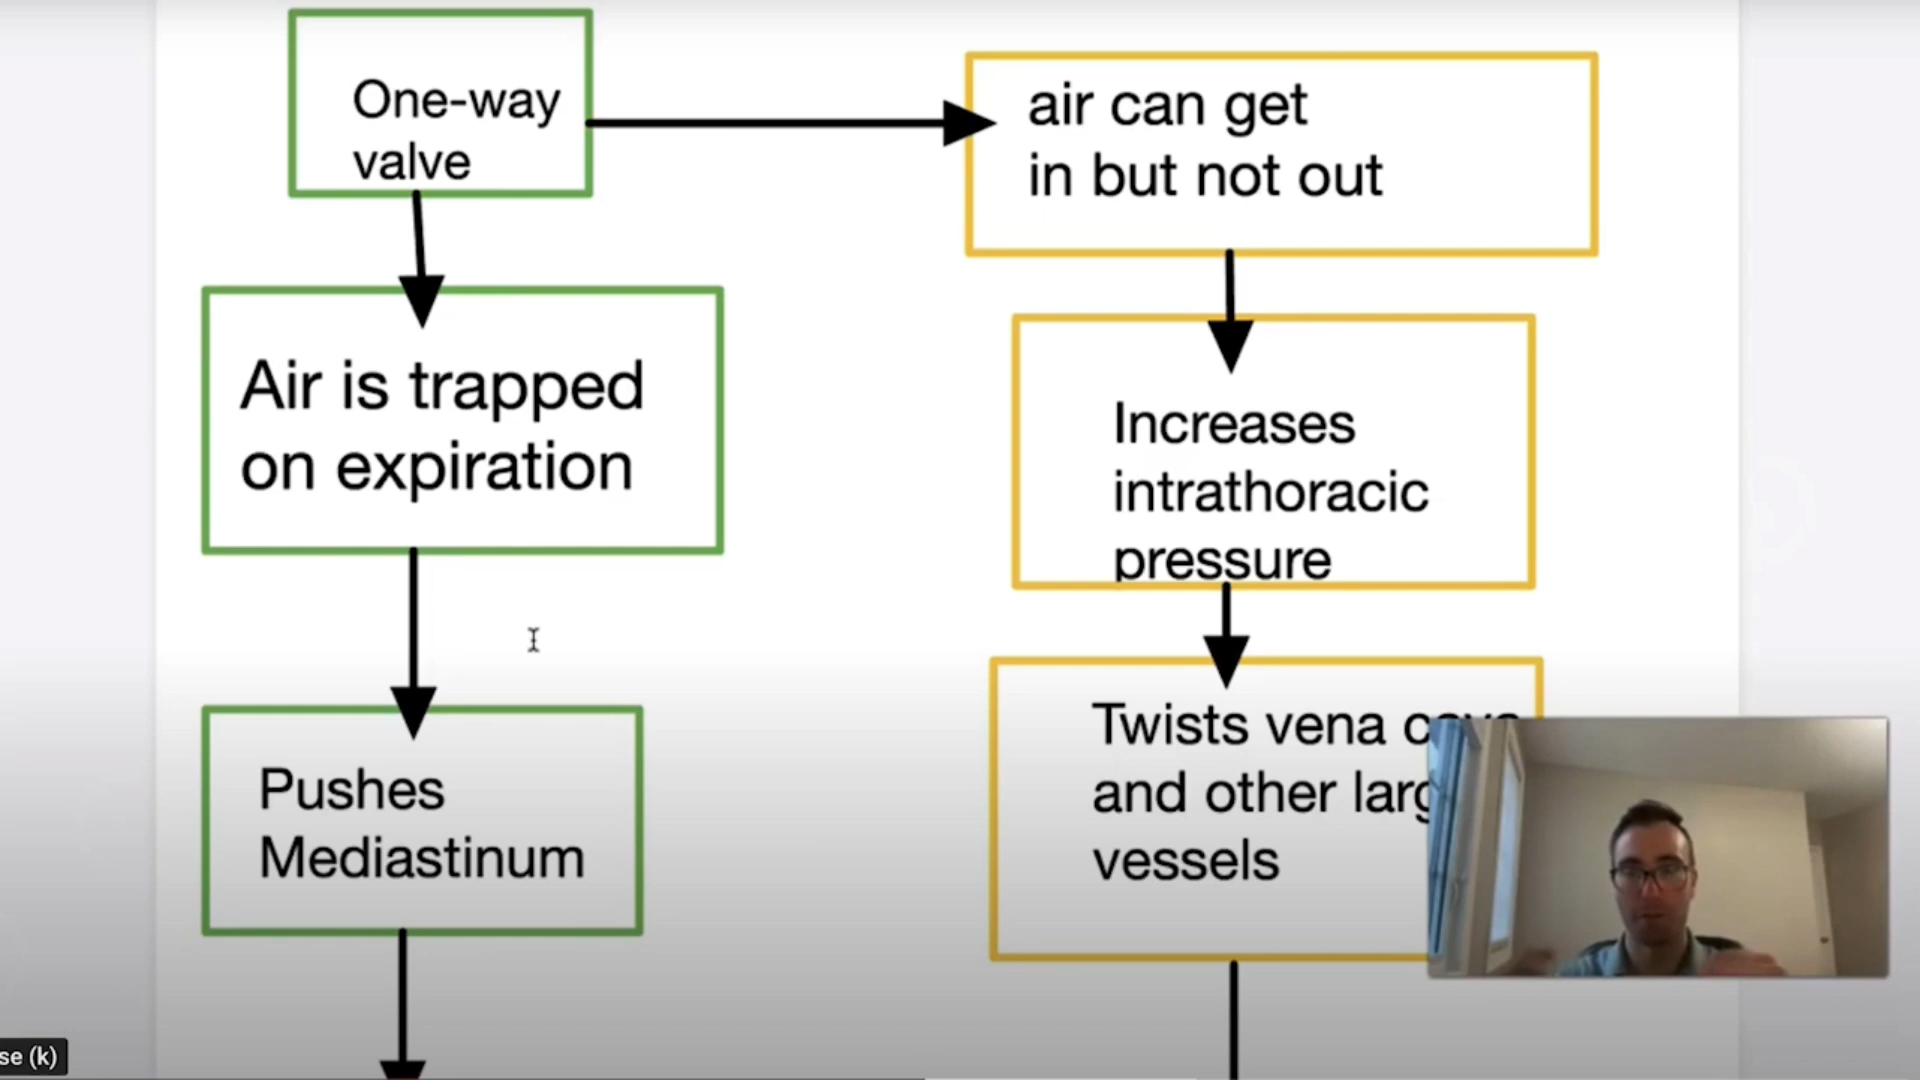 One-way
valve
air can get
in but not out
Air is trapped
on expiration
Increases
intrathoracic
pressure
Pushes
Mediastinum
Twists vena
and other
vessels
(k)